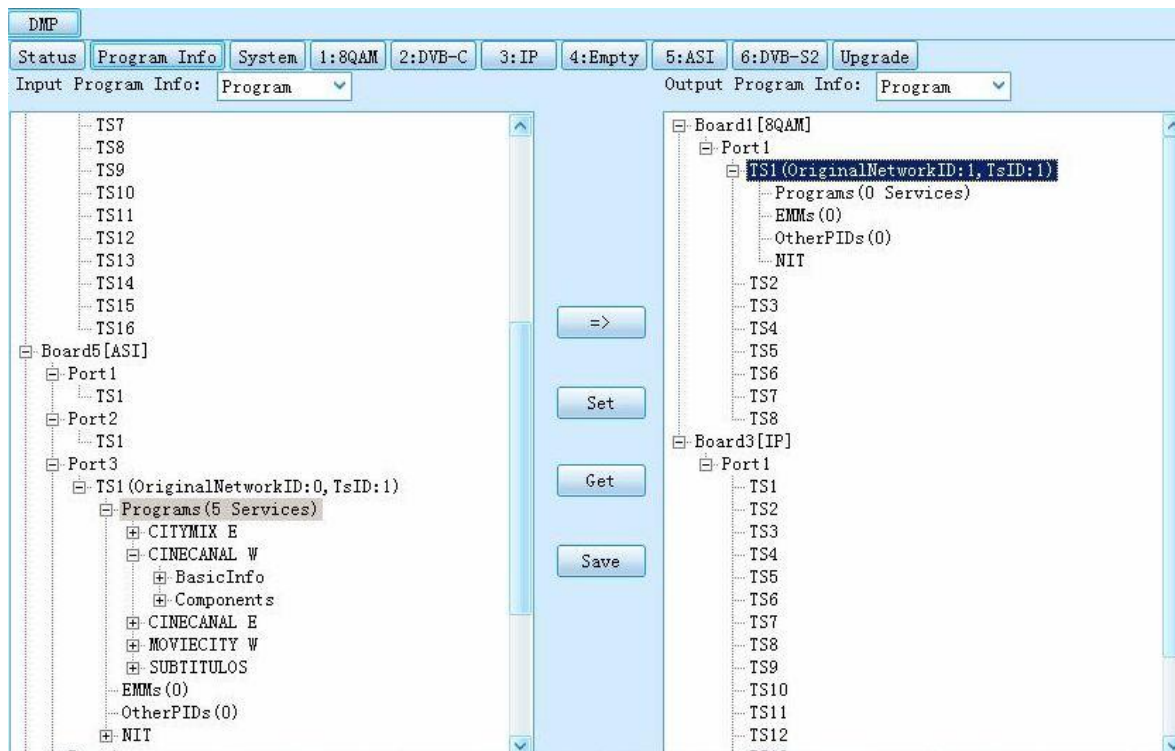 DMP
Status Program Info System 1:8QAM 2:DVB-C 3:IP 4:Empty 5:ASI 6:DVB-S2 Upgrade
Input Program Info: Program
TS7
TS8
TS9
TS10
TS11
TS12
TS13
TS14
TS15
TS16
Board5[ASI]
Port1
TS1
Port2
TS1
Port3
TS1(OriginalNetworkID:0,TsID:1)
Programs(5 Services)
CITYMIX E
CINECANAL W
BasicInfo
Components
CINECANAL E
MOVIECITY W
SUBTITULOS
EMMs(0)
OtherPIDs(0)
NIT
=>
Set
Get
Save
Output Program Info: Program
Board1[8QAM]
Port1
TS1(OriginalNetworkID:1,TsID:1)
Programs(0 Services)
EMMs(0)
OtherPIDs(0)
NIT
TS2
TS3
TS4
TS5
TS6
TS7
TS8
Board3[IP]
Port1
TS1
TS2
TS3
TS4
TS5
TS6
TS7
TS8
TS9
TS10
TS11
TS12